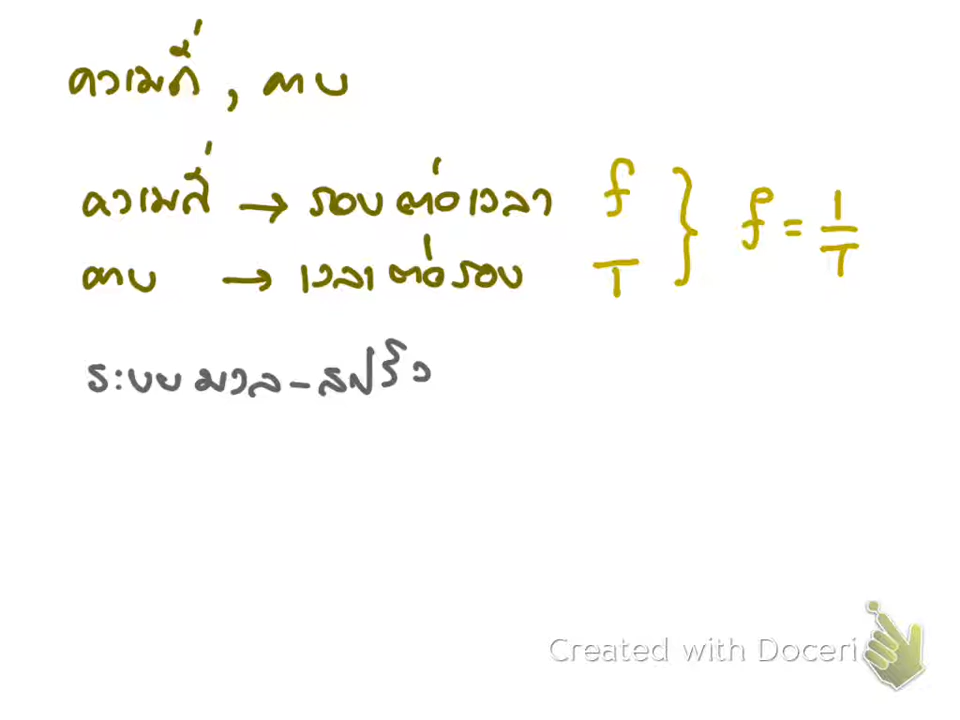 ความถี่ , คาบ
ความถี่ → รอบต่อเวลา f } f = 1/T
คาบ → เวลาต่อรอบ T
ระบบมวล-สปริง
Created with Doceri